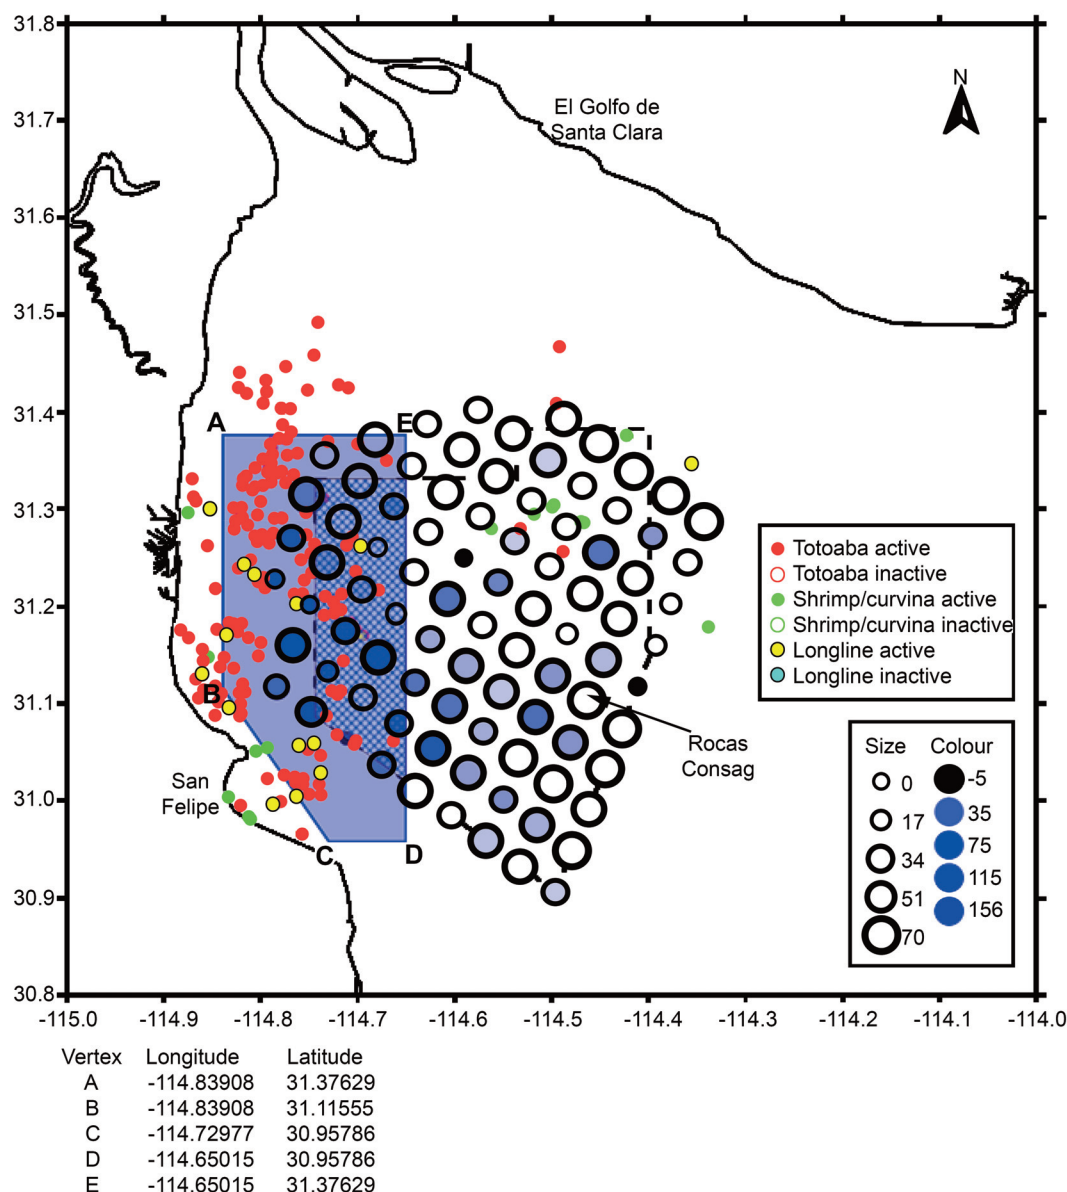 31.8
N
El Golfo de
Santa Clara
31.7
31.6
31.5
31.4
A
E
31.3
Totoaba active
Totoaba inactive
Shrimp/curvina active
Shrimp/curvina inactive
Longline active
Longline inactive
31.2
31.1
B
Rocas
Consag
Size Colour
0 -5
17 35
34 75
51 115
70 156
San
Felipe
31.0
C
D
30.9
30.8
-115.0 -114.9 -114.8 -114.7 -114.6 -114.5 -114.4 -114.3 -114.2 -114.1 -114.0
Vertex Longitude Latitude
A -114.83908 31.37629
B -114.83908 31.11555
C -114.72977 30.95786
D -114.65015 30.95786
E -114.65015 31.37629